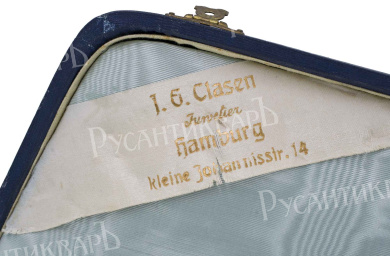 J. G. Clasen
Juwelier
Hamburg
kleine Johannisstr. 14
РУСАНТИКВАРЪ
РУСАНТИКВАРЪ
РУСАНТИКВАРЪ